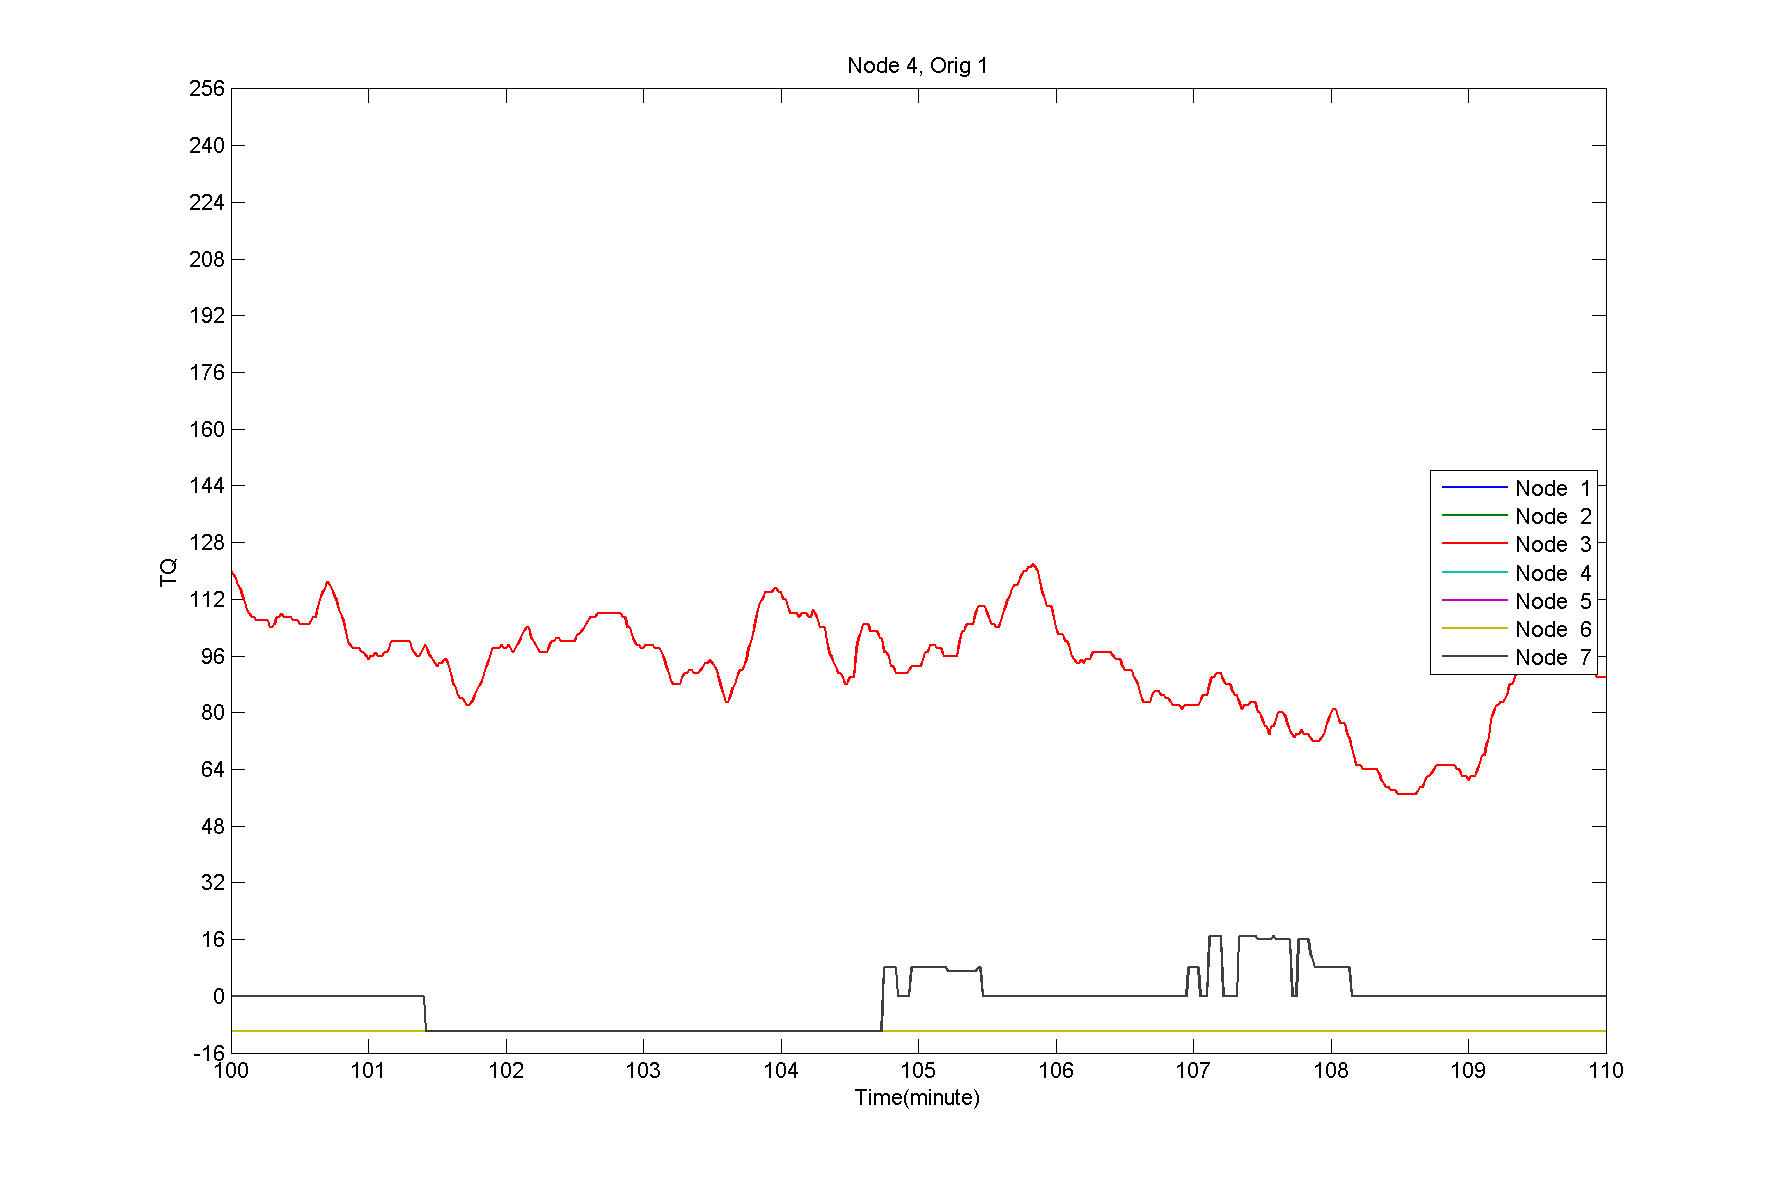 Node 4, Orig 1
256
240
224
208
192
176
160
144
128
112
96
80
64
48
32
16
0
-16
TQ
Node 1
Node 2
Node 3
Node 4
Node 5
Node 6
Node 7
100 101 102 103 104 105 106 107 108 109 110
Time(minute)